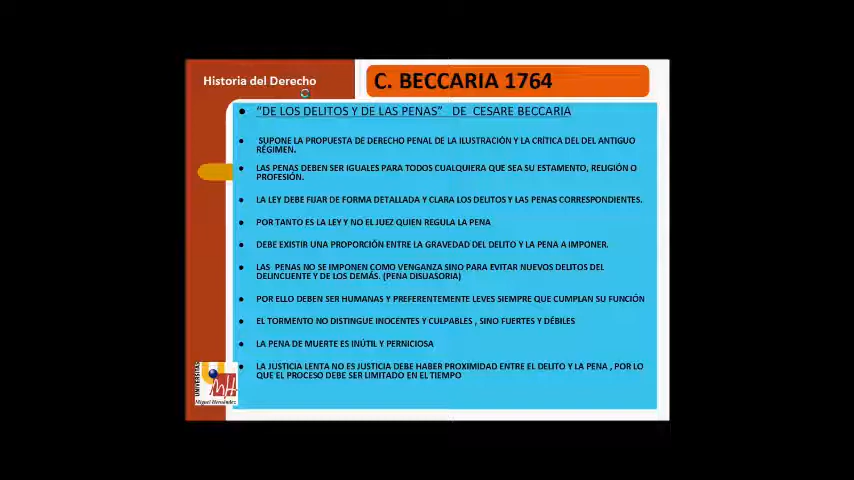 Historia del Derecho
C. BECCARIA 1764
• “DE LOS DELITOS Y DE LAS PENAS” DE CESARE BECCARIA
• SUPONE LA PROPUESTA DE DERECHO PENAL DE LA ILUSTRACIÓN Y LA CRÍTICA DEL DEL ANTIGUO
RÉGIMEN.
• LAS PENAS DEBEN SER IGUALES PARA TODOS CUALQUIERA QUE SEA SU ESTAMENTO, RELIGIÓN O
PROFESIÓN.
• LA LEY DEBE FIJAR DE FORMA DETALLADA Y CLARA LOS DELITOS Y LAS PENAS CORRESPONDIENTES.
• POR TANTO ES LA LEY Y NO EL JUEZ QUIEN REGULA LA PENA
• DEBE EXISTIR UNA PROPORCIÓN ENTRE LA GRAVEDAD DEL DELITO Y LA PENA A IMPONER.
• LAS PENAS NO SE IMPONEN COMO VENGANZA SINO PARA EVITAR NUEVOS DELITOS DEL
DELINCUENTE Y DE LOS DEMÁS. (PENA DISUASORIA)
• POR ELLO DEBEN SER HUMANAS Y PREFERENTEMENTE LEVES SIEMPRE QUE CUMPLAN SU FUNCIÓN
• EL TORMENTO NO DISTINGUE INOCENTES Y CULPABLES , SINO FUERTES Y DÉBILES
• LA PENA DE MUERTE ES INÚTIL Y PERNICIOSA
• LA JUSTICIA LENTA NO ES JUSTICIA DEBE HABER PROXIMIDAD ENTRE EL DELITO Y LA PENA , POR LO
QUE EL PROCESO DEBE SER LIMITADO EN EL TIEMPO
UNIVERSITAS
Miguel Hernández